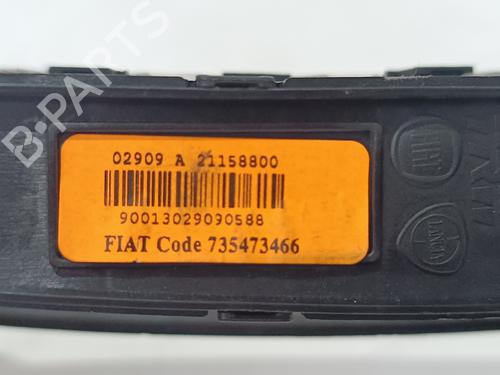 B-PARTS
02909 A 21158800
90013029090588
FIAT Code 735473466
FIAT
LANCIA